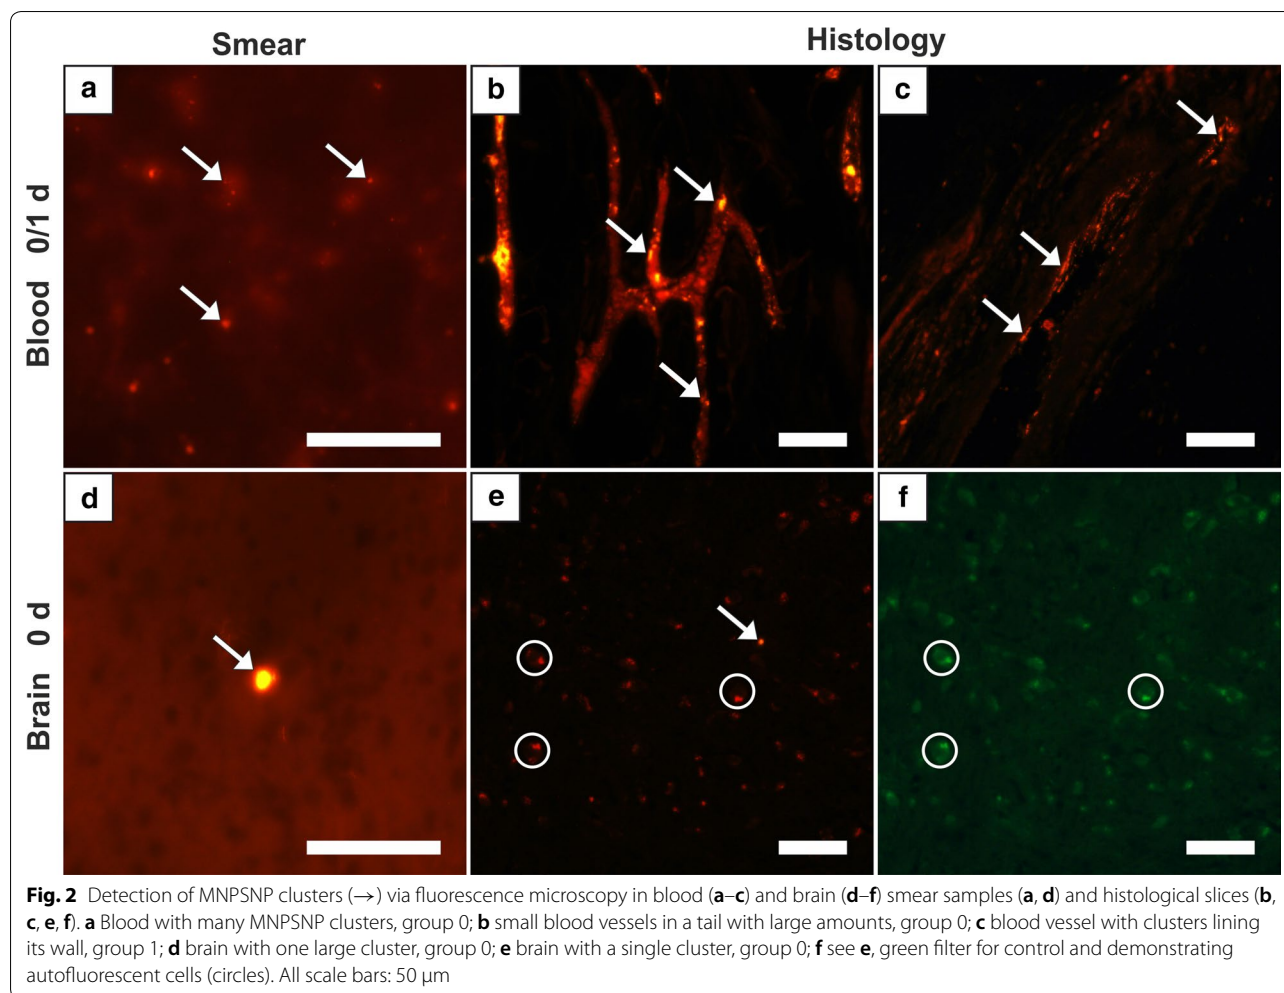 Smear
Histology
Blood 0/1 d
a
b
c
Brain 0 d
d
e
f
Fig. 2 Detection of MNPSNP clusters (→) via fluorescence microscopy in blood (a–c) and brain (d–f) smear samples (a, d) and histological slices (b,
c, e, f). a Blood with many MNPSNP clusters, group 0; b small blood vessels in a tail with large amounts, group 0; c blood vessel with clusters lining
its wall, group 1; d brain with one large cluster, group 0; e brain with a single cluster, group 0; f see e, green filter for control and demonstrating
autofluorescent cells (circles). All scale bars: 50 μm